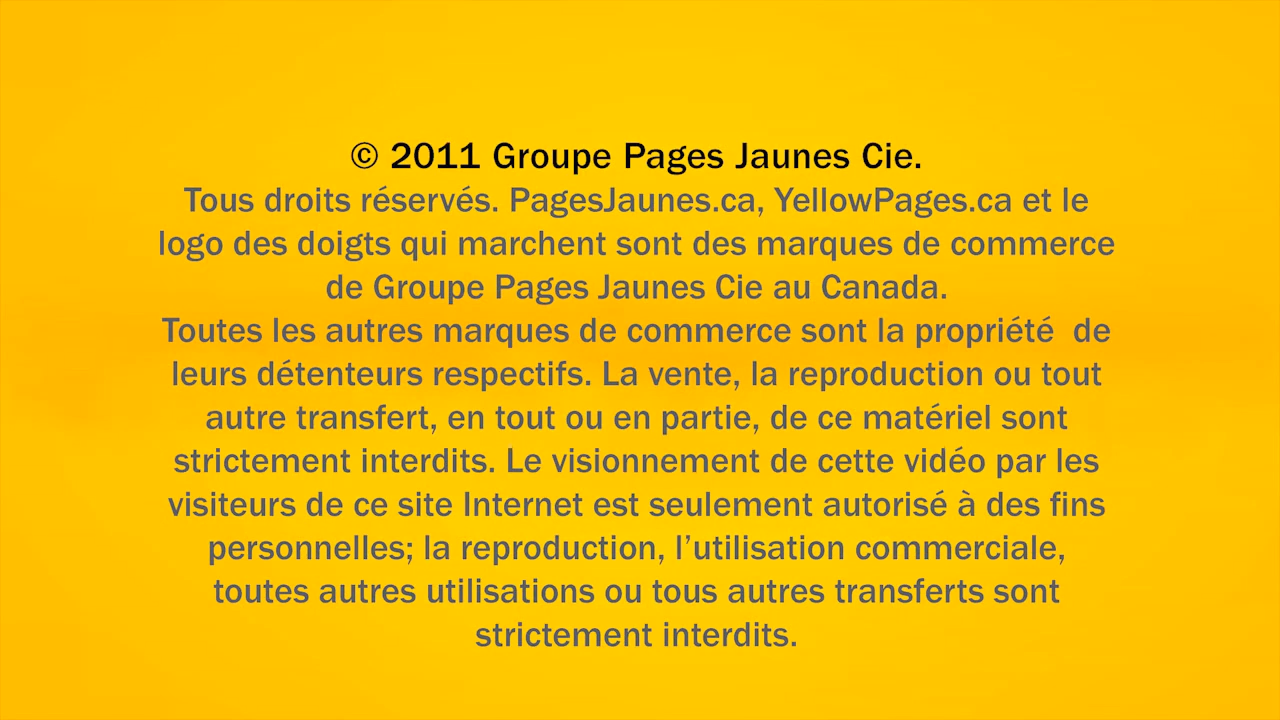 © 2011 Groupe Pages Jaunes Cie.
Tous droits réservés. PagesJaunes.ca, YellowPages.ca et le
logo des doigts qui marchent sont des marques de commerce
de Groupe Pages Jaunes Cie au Canada.
Toutes les autres marques de commerce sont la propriété  de
leurs détenteurs respectifs. La vente, la reproduction ou tout
autre transfert, en tout ou en partie, de ce matériel sont
strictement interdits. Le visionnement de cette vidéo par les
visiteurs de ce site Internet est seulement autorisé à des fins
personnelles; la reproduction, l’utilisation commerciale,
toutes autres utilisations ou tous autres transferts sont
strictement interdits.